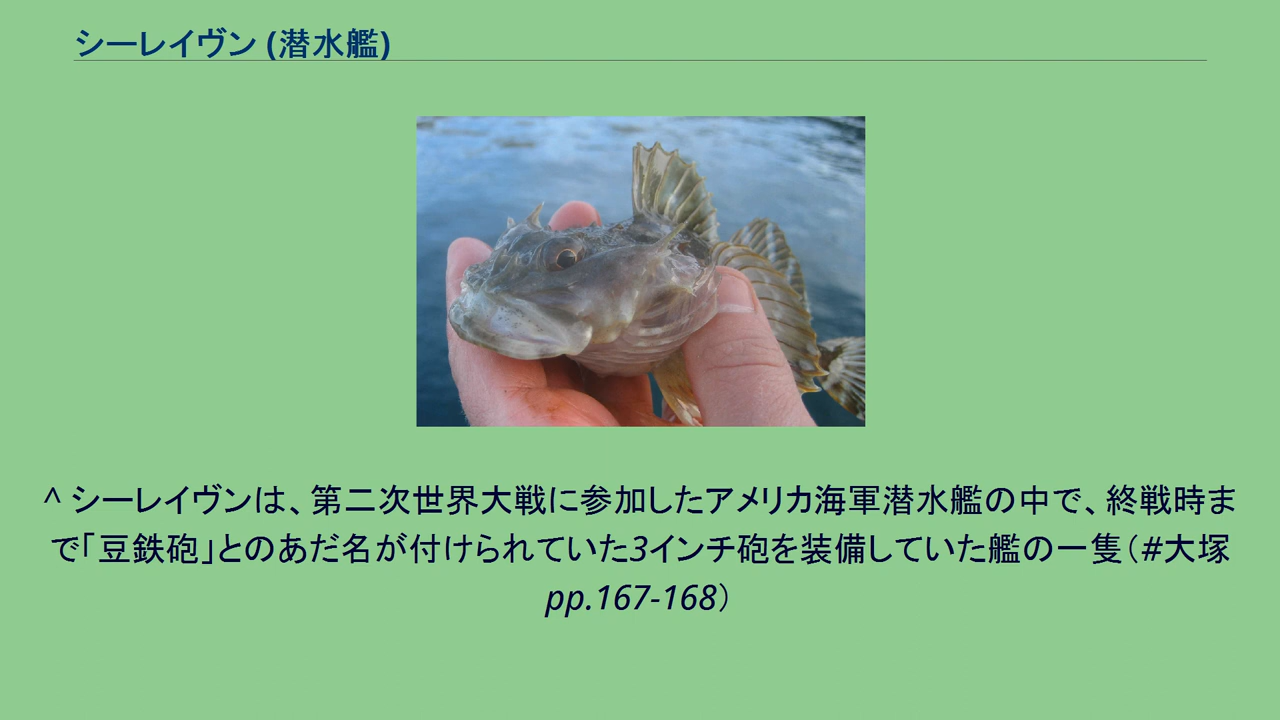 シーレイヴン (潜水艦)
^ シーレイヴンは、第二次世界大戦に参加したアメリカ海軍潜水艦の中で、終戦時ま
で「豆鉄砲」とのあだ名が付けられていた3インチ砲を装備していた艦の一隻（#大塚
pp.167-168）